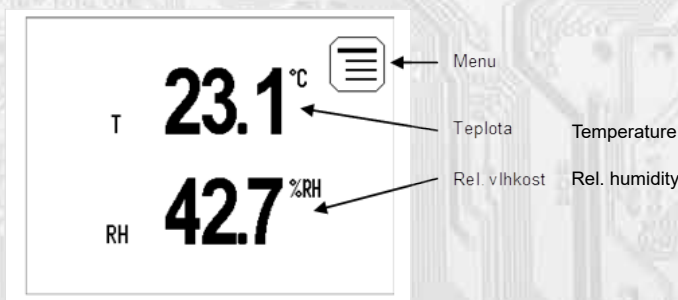 Menu
T 23.1 °C
Teplota Temperature
RH 42.7 %RH
Rel. vlhkost Rel. humidity